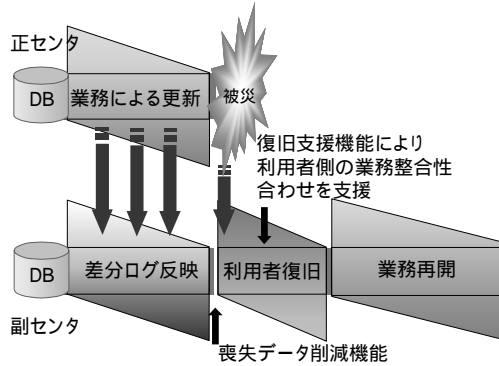 正センタ
DB
業務による更新
被災
復旧支援機能により
利用者側の業務整合性
合わせを支援
DB
差分ログ反映
利用者復旧
業務再開
副センタ
喪失データ削減機能